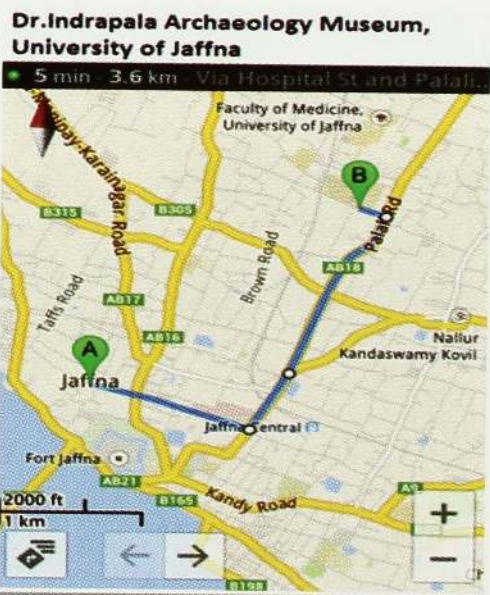 Dr.Indrapala Archaeology Museum,
University of Jaffna
5 min - 3.6 km - Via Hospital St and Palali...
Faculty of Medicine,
University of Jaffna
Manipay-Karainagar Road
B
B315
B305
Palali Rd
AB18
Brown Road
Taffs Road
AB17
AB16
A
Jaffna
Nallur
Kandaswamy Kovil
Jaffna Central
Fort Jaffna
AB21
B165
Kandy Road
A9
2000 ft
1 km
+
−
B198